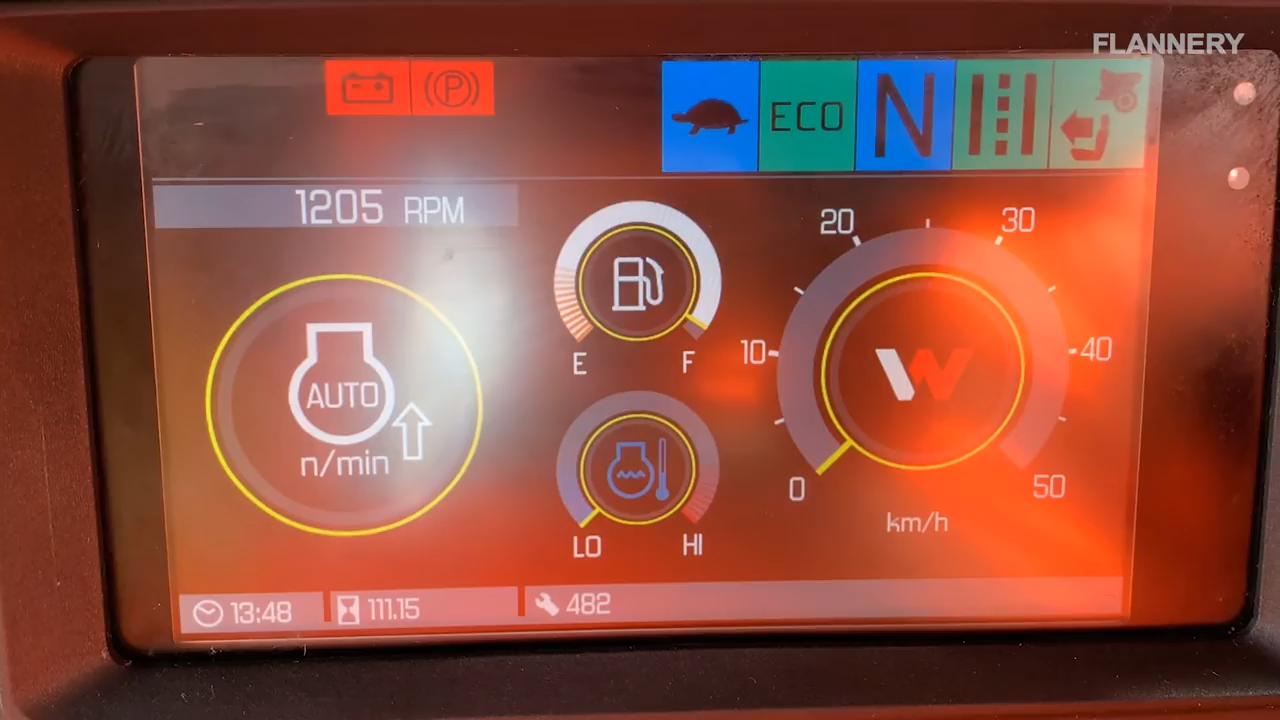 FLANNERY
P
ECO
N
1205 RPM
AUTO
n/min
E
F
LO
HI
20
30
10
40
0
50
km/h
13:48
111.15
482